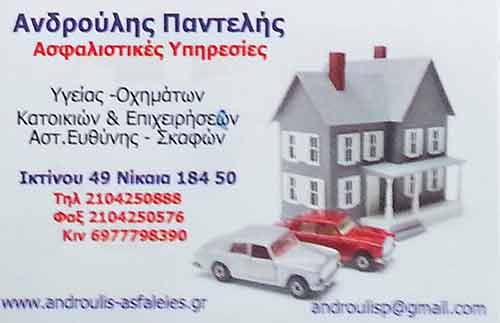 Ανδρούλης Παντελής
Ασφαλιστικές Υπηρεσίες
Υγείας -Οχημάτων
Κατοικιών & Επιχειρήσεών
Αστ.Ευθύνης - Σκαφών
Ικτίνου 49 Νίκαια 184 50
Τηλ 2104250888
Φαξ 2104250576
Κιν 6977798390
www.androulis-asfaleies.gr
androulisp@gmail.com